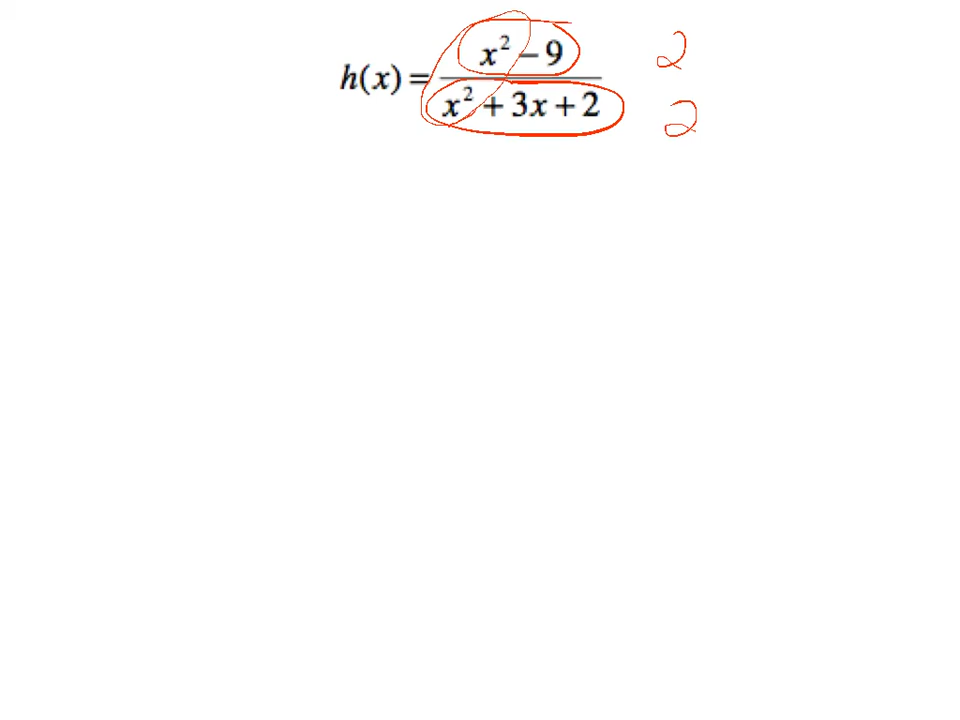 h(x) = (x² − 9) / (x² + 3x + 2)
2
2